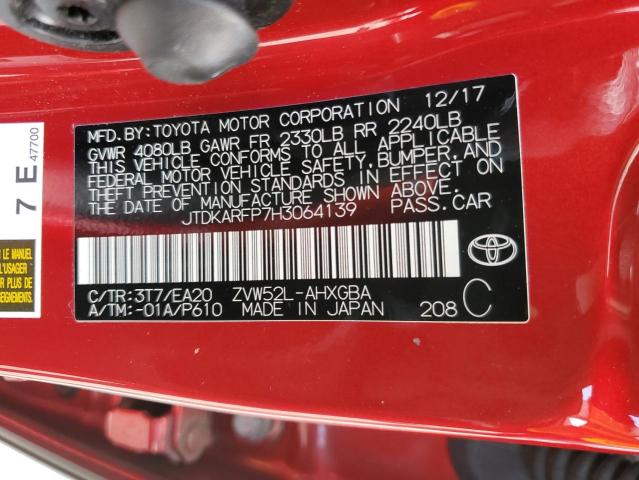 MFD. BY: TOYOTA MOTOR CORPORATION 12/17
GVWR 4080LB GAWR FR 2330LB RR 2240LB
THIS VEHICLE CONFORMS TO ALL APPLICABLE
FEDERAL MOTOR VEHICLE SAFETY, BUMPER, AND
THEFT PREVENTION STANDARDS IN EFFECT ON
THE DATE OF MANUFACTURE SHOWN ABOVE.
JTDKARFP7H3064139 PASS. CAR
C/TR: 3T7/EA20 ZVW52L-AHXGBA
A/TM: -01A/P610 MADE IN JAPAN 208 C
7 E
47700
LE MANUEL
L'USAGER
R PLUS DE